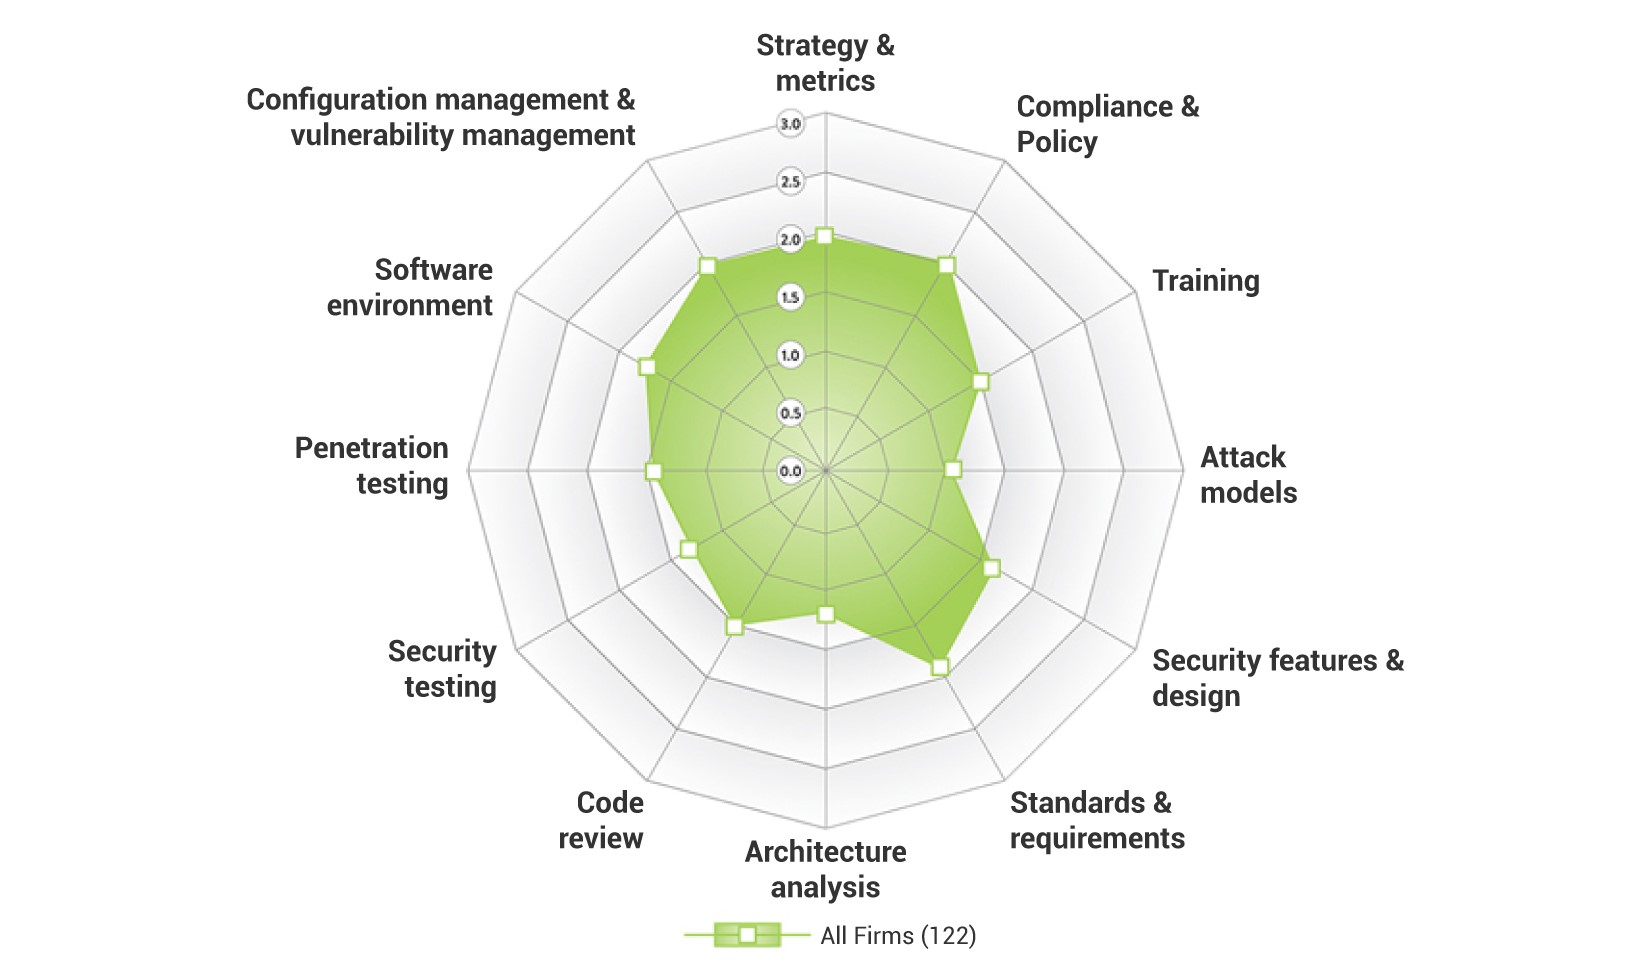 Strategy &
metrics
Configuration management &
vulnerability management
Compliance &
Policy
3.0
2.5
2.0
1.5
1.0
0.5
0.0
Software
environment
Training
Penetration
testing
Attack
models
Security
testing
Security features &
design
Code
review
Standards &
requirements
Architecture
analysis
All Firms (122)